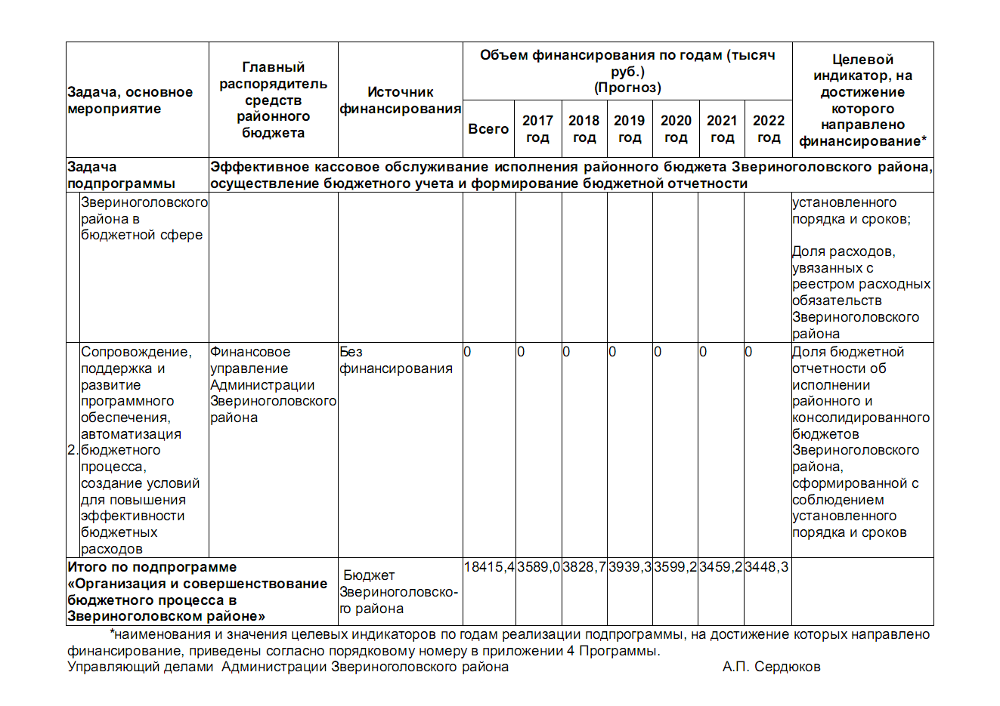 Задача, основное
мероприятие
Главный
распорядитель
средств
районного
бюджета
Источник
финансирования
Объем финансирования по годам (тысяч
руб.)
(Прогноз)
Всего
2017
год
2018
год
2019
год
2020
год
2021
год
2022
год
Целевой
индикатор, на
достижение
которого
направлено
финансирование*
Задача
подпрограммы
Эффективное кассовое обслуживание исполнения районного бюджета Звериноголовского района,
осуществление бюджетного учета и формирование бюджетной отчетности
Звериноголовского
района в
бюджетной сфере
установленного
порядка и сроков;
Доля расходов,
увязанных с
реестром расходных
обязательств
Звериноголовского
района
2.
Сопровождение,
поддержка и
развитие
программного
обеспечения,
автоматизация
бюджетного
процесса,
создание условий
для повышения
эффективности
бюджетных
расходов
Финансовое
управление
Администрации
Звериноголовского
района
Без
финансирования
0 0 0 0 0 0 0
Доля бюджетной
отчетности об
исполнении
районного и
консолидированного
бюджетов
Звериноголовского
района,
сформированной с
соблюдением
установленного
порядка и сроков
Итого по подпрограмме
«Организация и совершенствование
бюджетного процесса в
Звериноголовском районе»
Бюджет
Звериноголовско-
го района
18415,4 3589,0 3828,7 3939,3 3599,2 3459,2 3448,3
*наименования и значения целевых индикаторов по годам реализации подпрограммы, на достижение которых направлено
финансирование, приведены согласно порядковому номеру в приложении 4 Программы.
Управляющий делами Администрации Звериноголовского района А.П. Сердюков